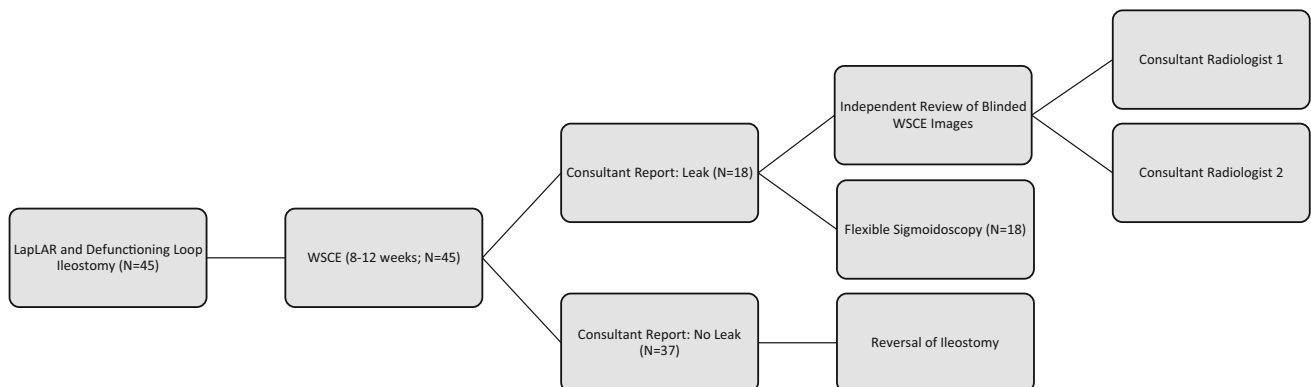 LapLAR and Defunctioning Loop
Ileostomy (N=45)
WSCE (8-12 weeks; N=45)
Consultant Report: Leak (N=18)
Consultant Report: No Leak
(N=37)
Independent Review of Blinded
WSCE Images
Flexible Sigmoidoscopy (N=18)
Reversal of Ileostomy
Consultant Radiologist 1
Consultant Radiologist 2